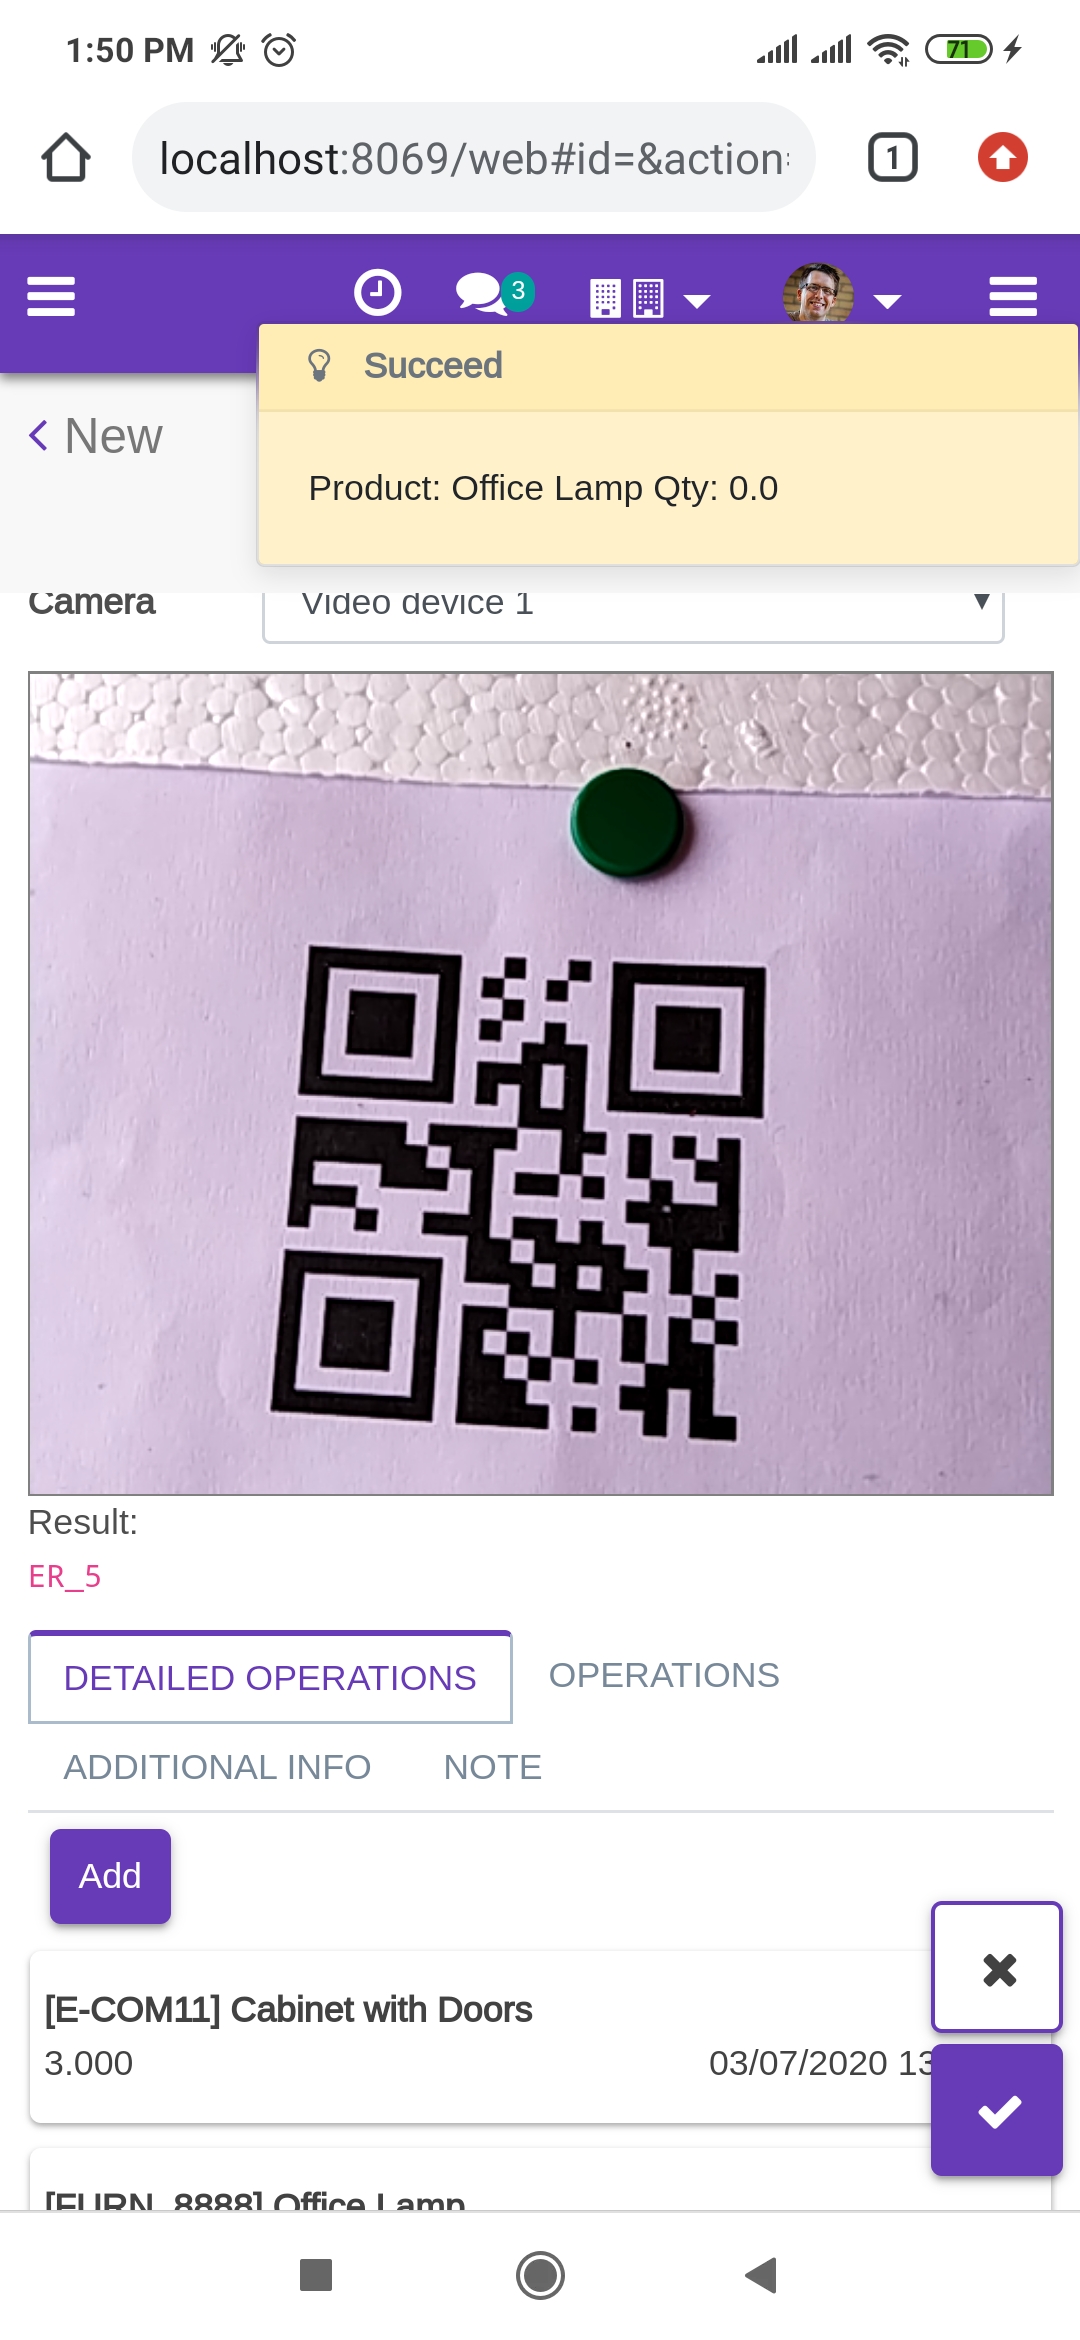 1:50 PM
71
localhost:8069/web#id=&action
1
3
Succeed
New
Product: Office Lamp Qty: 0.0
Camera
Video device 1
Result:
ER_5
DETAILED OPERATIONS
OPERATIONS
ADDITIONAL INFO
NOTE
Add
[E-COM11] Cabinet with Doors
3.000
03/07/2020 13
[FURN_8888] Office Lamp